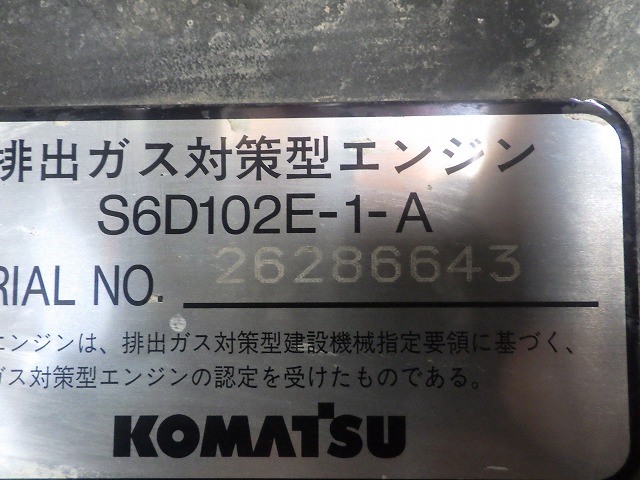 排出ガス対策型エンジン
S6D102E-1-A
RIAL NO. 26286643
エンジンは、排出ガス対策型建設機械指定要領に基づく、
ガス対策型エンジンの認定を受けたものである。
KOMATSU